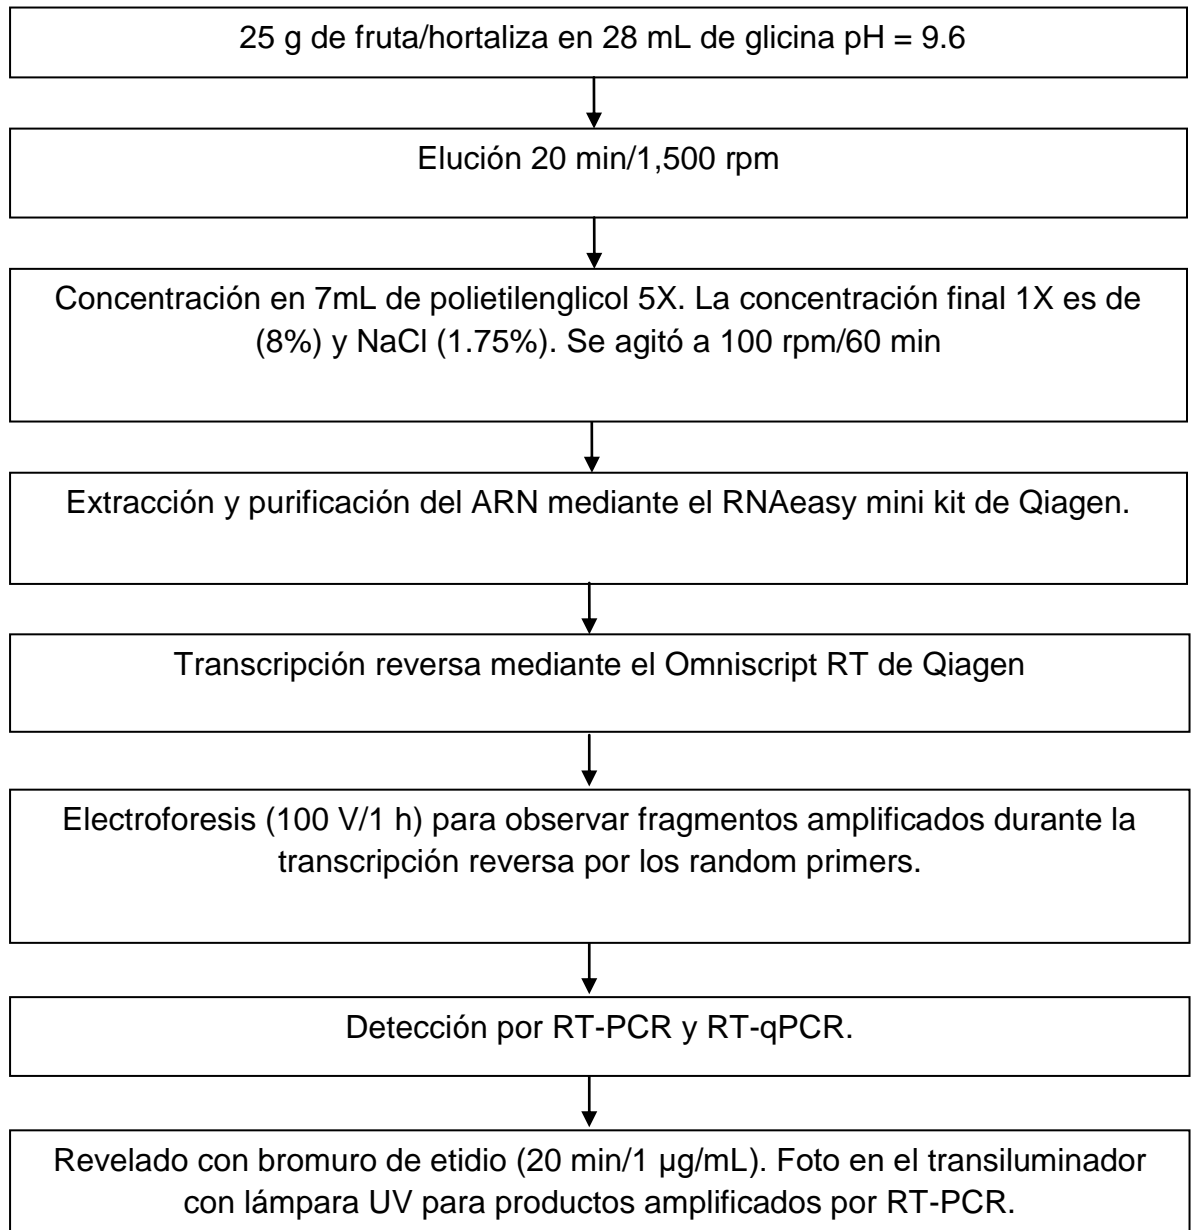 25 g de fruta/hortaliza en 28 mL de glicina pH = 9.6
Elución 20 min/1,500 rpm
Concentración en 7mL de polietilenglicol 5X. La concentración final 1X es de
(8%) y NaCl (1.75%). Se agitó a 100 rpm/60 min
Extracción y purificación del ARN mediante el RNAeasy mini kit de Qiagen.
Transcripción reversa mediante el Omniscript RT de Qiagen
Electroforesis (100 V/1 h) para observar fragmentos amplificados durante la
transcripción reversa por los random primers.
Detección por RT-PCR y RT-qPCR.
Revelado con bromuro de etidio (20 min/1 µg/mL). Foto en el transiluminador
con lámpara UV para productos amplificados por RT-PCR.